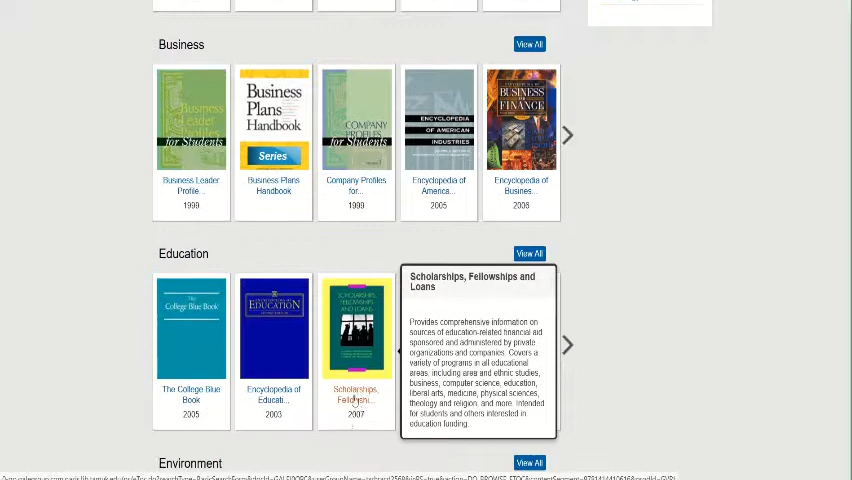 Business
View All
Business
Leader
Profiles
for Students
Business
Plans
Handbook
Series
COMPANY
PROFILES
for Students
ENCYCLOPEDIA
OF AMERICAN
INDUSTRIES
BUSINESS
AND
FINANCE
Business Leader
Profile...
1999
Business Plans
Handbook
Company Profiles
for...
1999
Encyclopedia of
America...
2005
Encyclopedia of
Busines...
2006
Education
View All
The
College Blue
Book
ENCYCLOPEDIA OF
EDUCATION
SCHOLARSHIPS,
FELLOWSHIPS
AND LOANS
The College Blue
Book
2005
Encyclopedia of
Educati...
2003
Scholarships,
Fellowshi...
2007
Scholarships, Fellowships and
Loans
Provides comprehensive information on
sources of education-related financial aid
sponsored and administered by private
organizations and companies. Covers a
variety of programs in all educational
areas, including area and ethnic studies,
business, computer science, education,
liberal arts, medicine, physical sciences,
theology and religion, and more. Intended
for students and others interested in
education funding.
Environment
View All